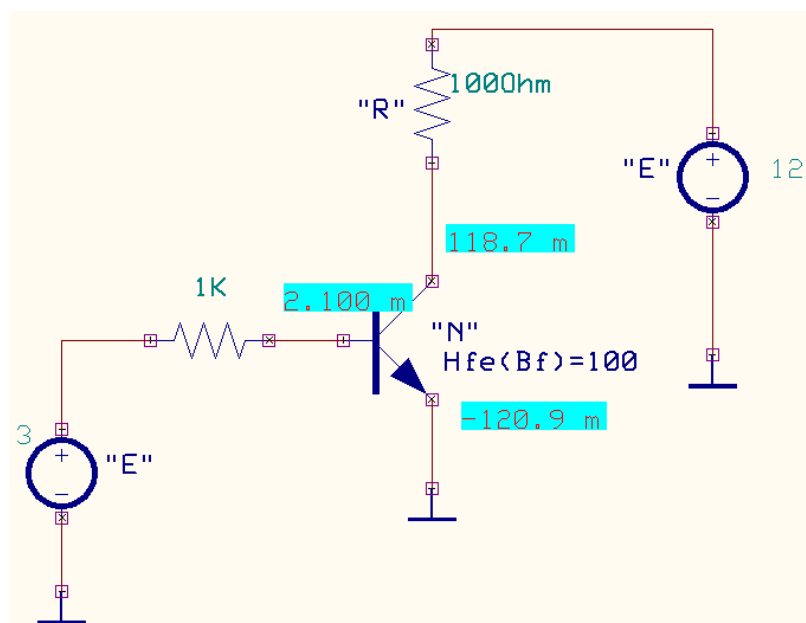 100Ohm
"R"
"E"
12
118.7 m
1K
2.100 m
"N"
Hfe(Bf)=100
-120.9 m
3
"E"